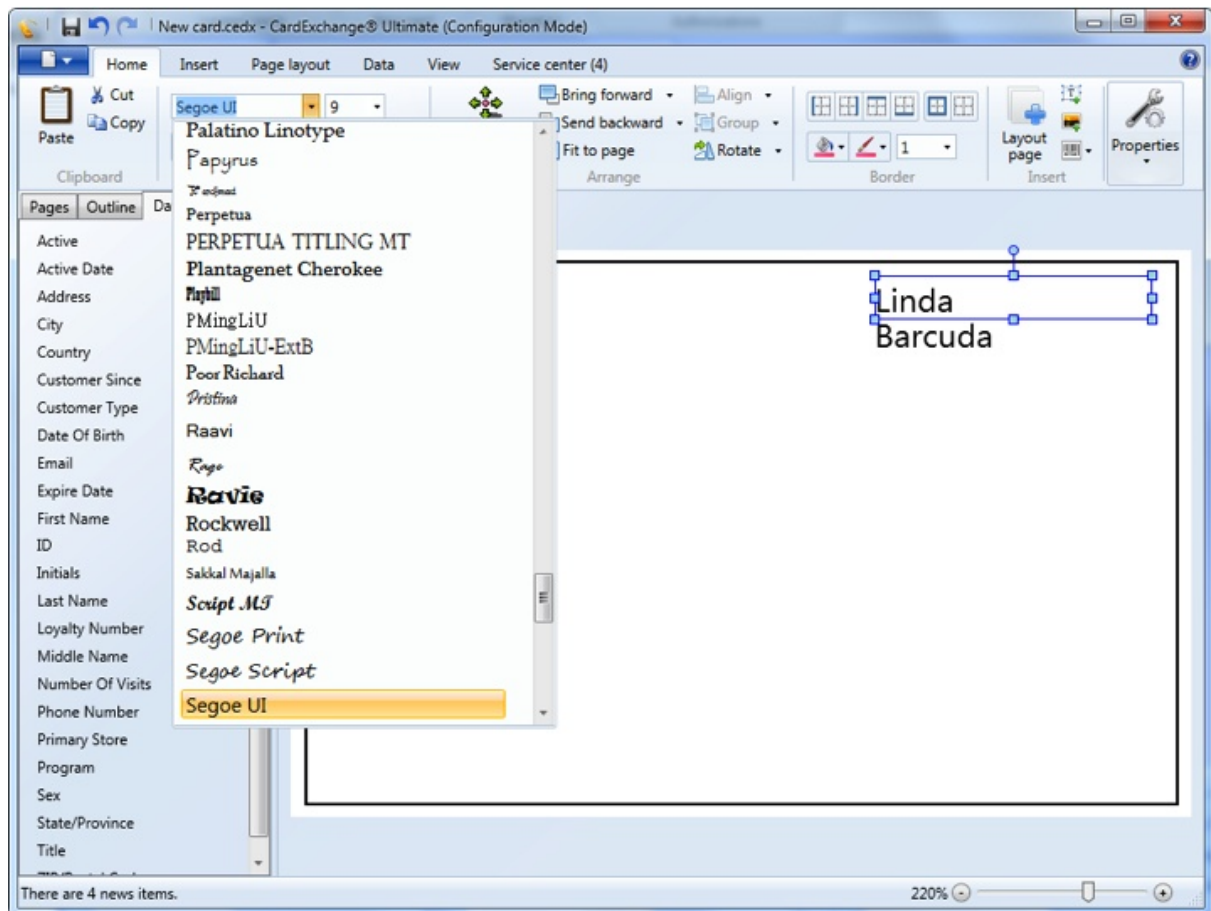 New card.cedx - CardExchange® Ultimate (Configuration Mode)
Home Insert Page layout Data View Service center (4)
Cut
Copy
Paste
Clipboard
Segoe UI 9
Bring forward
Send backward
Fit to page
Align
Group
Rotate
Arrange
1
Border
Layout page
Insert
Properties
Pages Outline Da
Active
Active Date
Address
City
Country
Customer Since
Customer Type
Date Of Birth
Email
Expire Date
First Name
ID
Initials
Last Name
Loyalty Number
Middle Name
Number Of Visits
Phone Number
Primary Store
Program
Sex
State/Province
Title
Palatino Linotype
Papyrus
Perpetua
PERPETUA TITLING MT
Plantagenet Cherokee
Playbill
PMingLiU
PMingLiU-ExtB
Poor Richard
Pristina
Raavi
Rage
Ravie
Rockwell
Rod
Sakkal Majalla
Script MT
Segoe Print
Segoe Script
Segoe UI
Linda
Barcuda
There are 4 news items.
220%